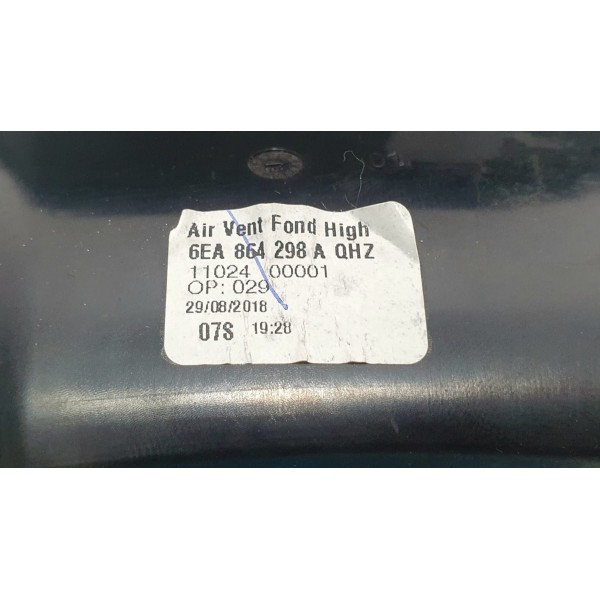 Air Vent Fond High
6EA 864 298 A QHZ
11024 00001
OP: 029
29/08/2018
07S 19:28